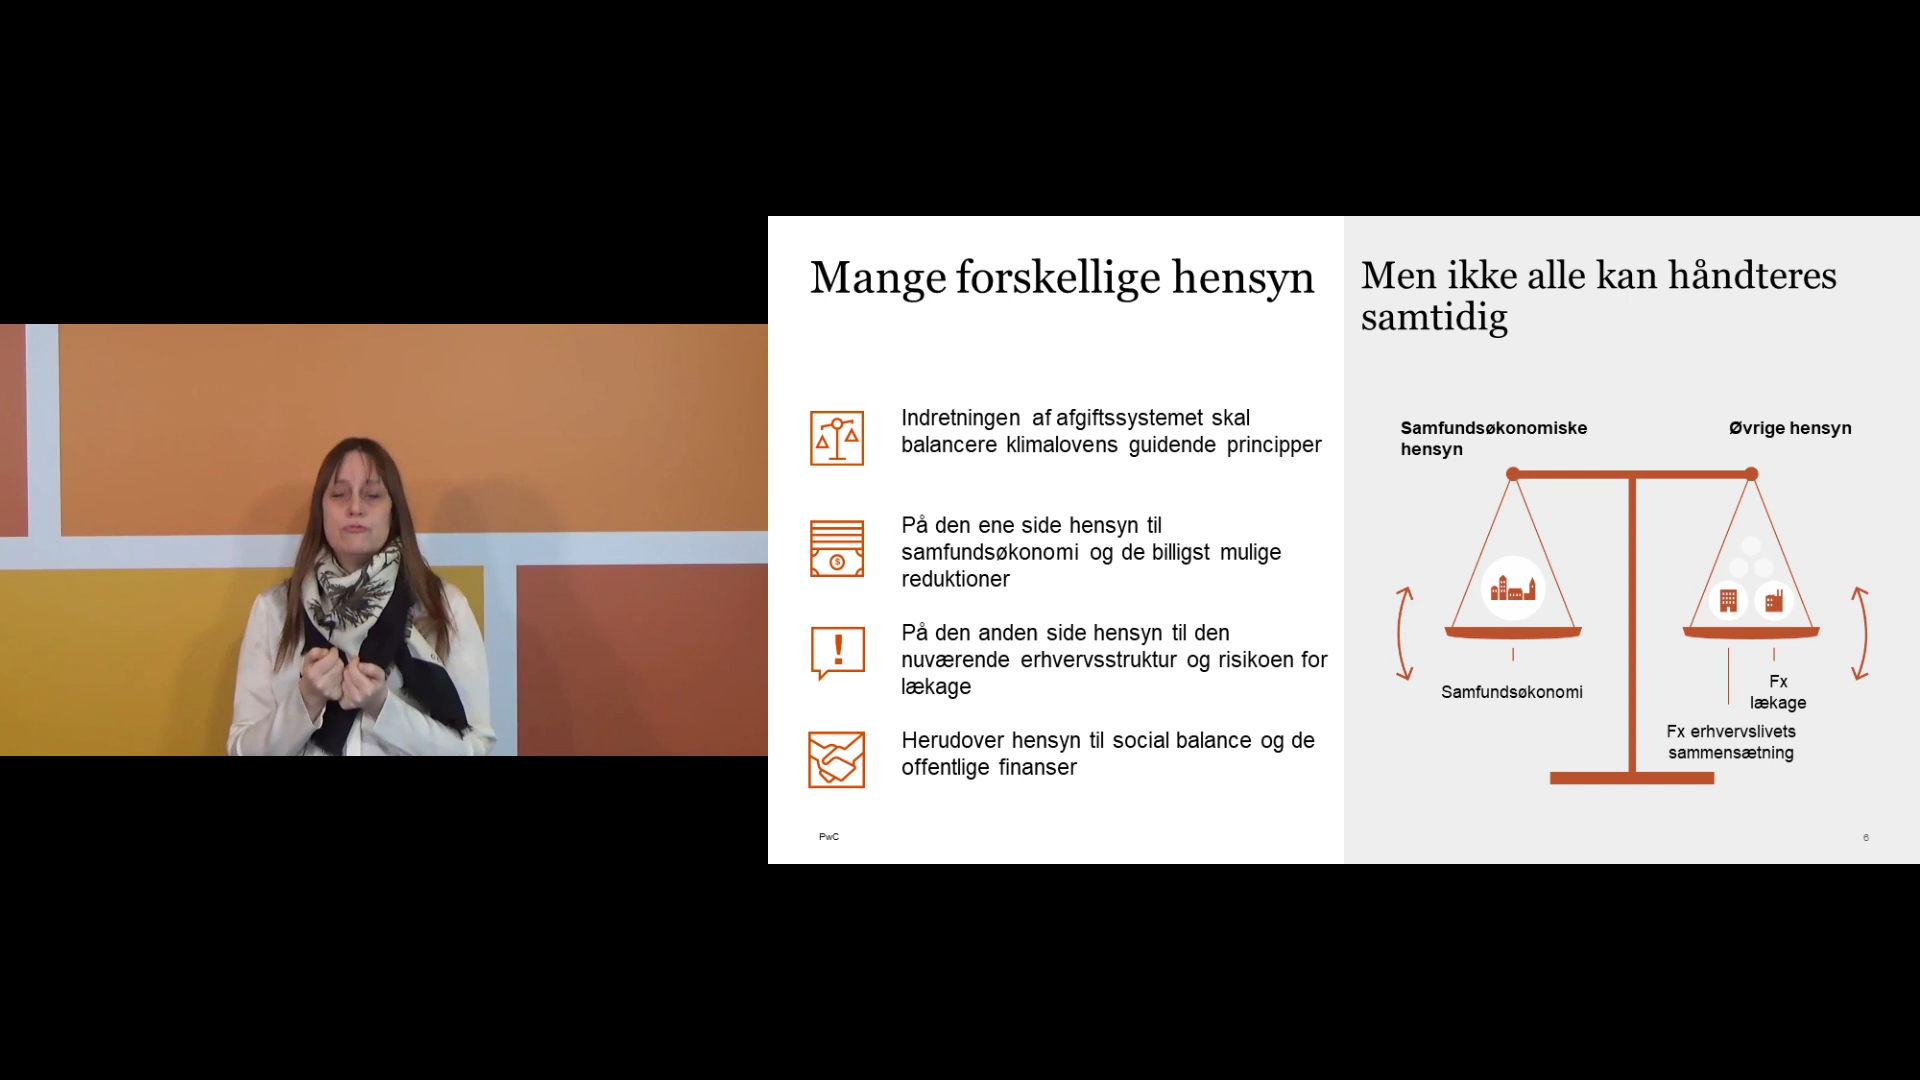 Mange forskellige hensyn
Indretningen af afgiftssystemet skal
balancere klimalovens guidende principper
På den ene side hensyn til
samfundsøkonomi og de billigst mulige
reduktioner
På den anden side hensyn til den
nuværende erhvervsstruktur og risikoen for
lækage
Herudover hensyn til social balance og de
offentlige finanser
PwC
Men ikke alle kan håndteres
samtidig
Samfundsøkonomiske
hensyn
Øvrige hensyn
Samfundsøkonomi
Fx
lækage
Fx erhvervslivets
sammensætning
6